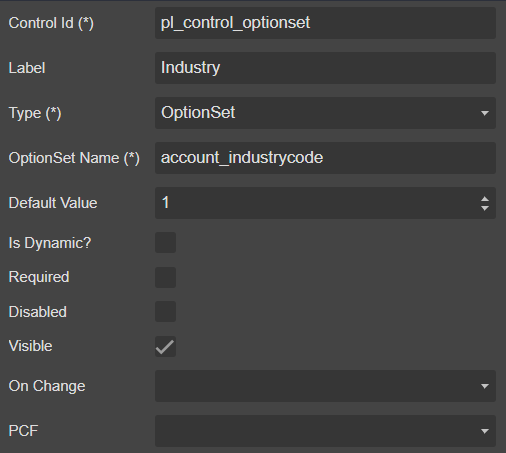 Control Id (*) pl_control_optionset
Label Industry
Type (*) OptionSet
OptionSet Name (*) account_industrycode
Default Value 1
Is Dynamic?
Required
Disabled
Visible
On Change
PCF